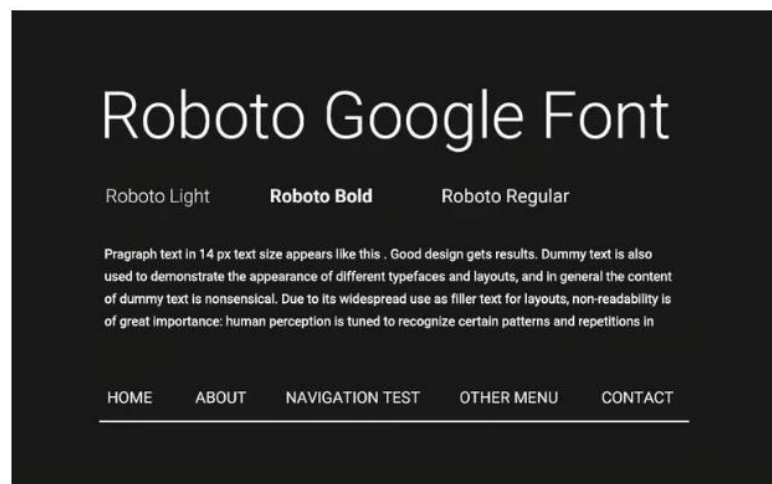 Roboto Google Font
Roboto Light Roboto Bold Roboto Regular
Pragraph text in 14 px text size appears like this . Good design gets results. Dummy text is also
used to demonstrate the appearance of different typefaces and layouts, and in general the content
of dummy text is nonsensical. Due to its widespread use as filler text for layouts, non-readability is
of great importance: human perception is tuned to recognize certain patterns and repetitions in
HOME ABOUT NAVIGATION TEST OTHER MENU CONTACT